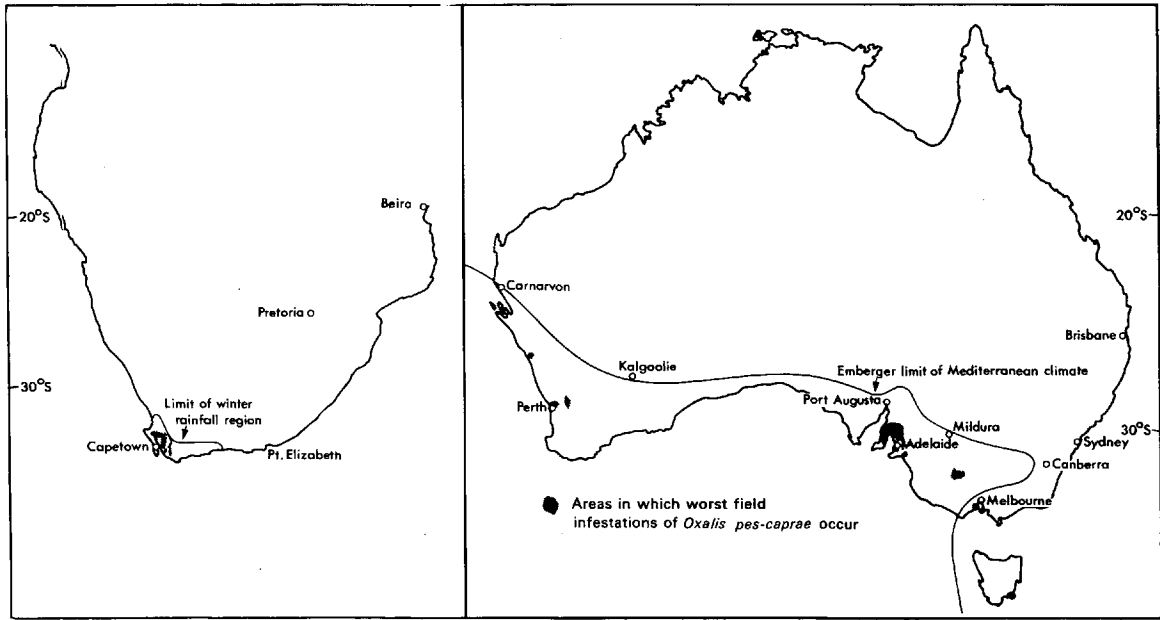 Beira
20°S
Pretoria
30°S
Limit of winter
rainfall region
Capetown
Pt. Elizabeth
20°S
Carnarvon
Brisbane
Kalgoolie
Emberger limit of Mediterranean climate
Perth
Port Augusta
Mildura
30°S
Adelaide
Sydney
Canberra
Melbourne
Areas in which worst field
infestations of Oxalis pes-caprae occur